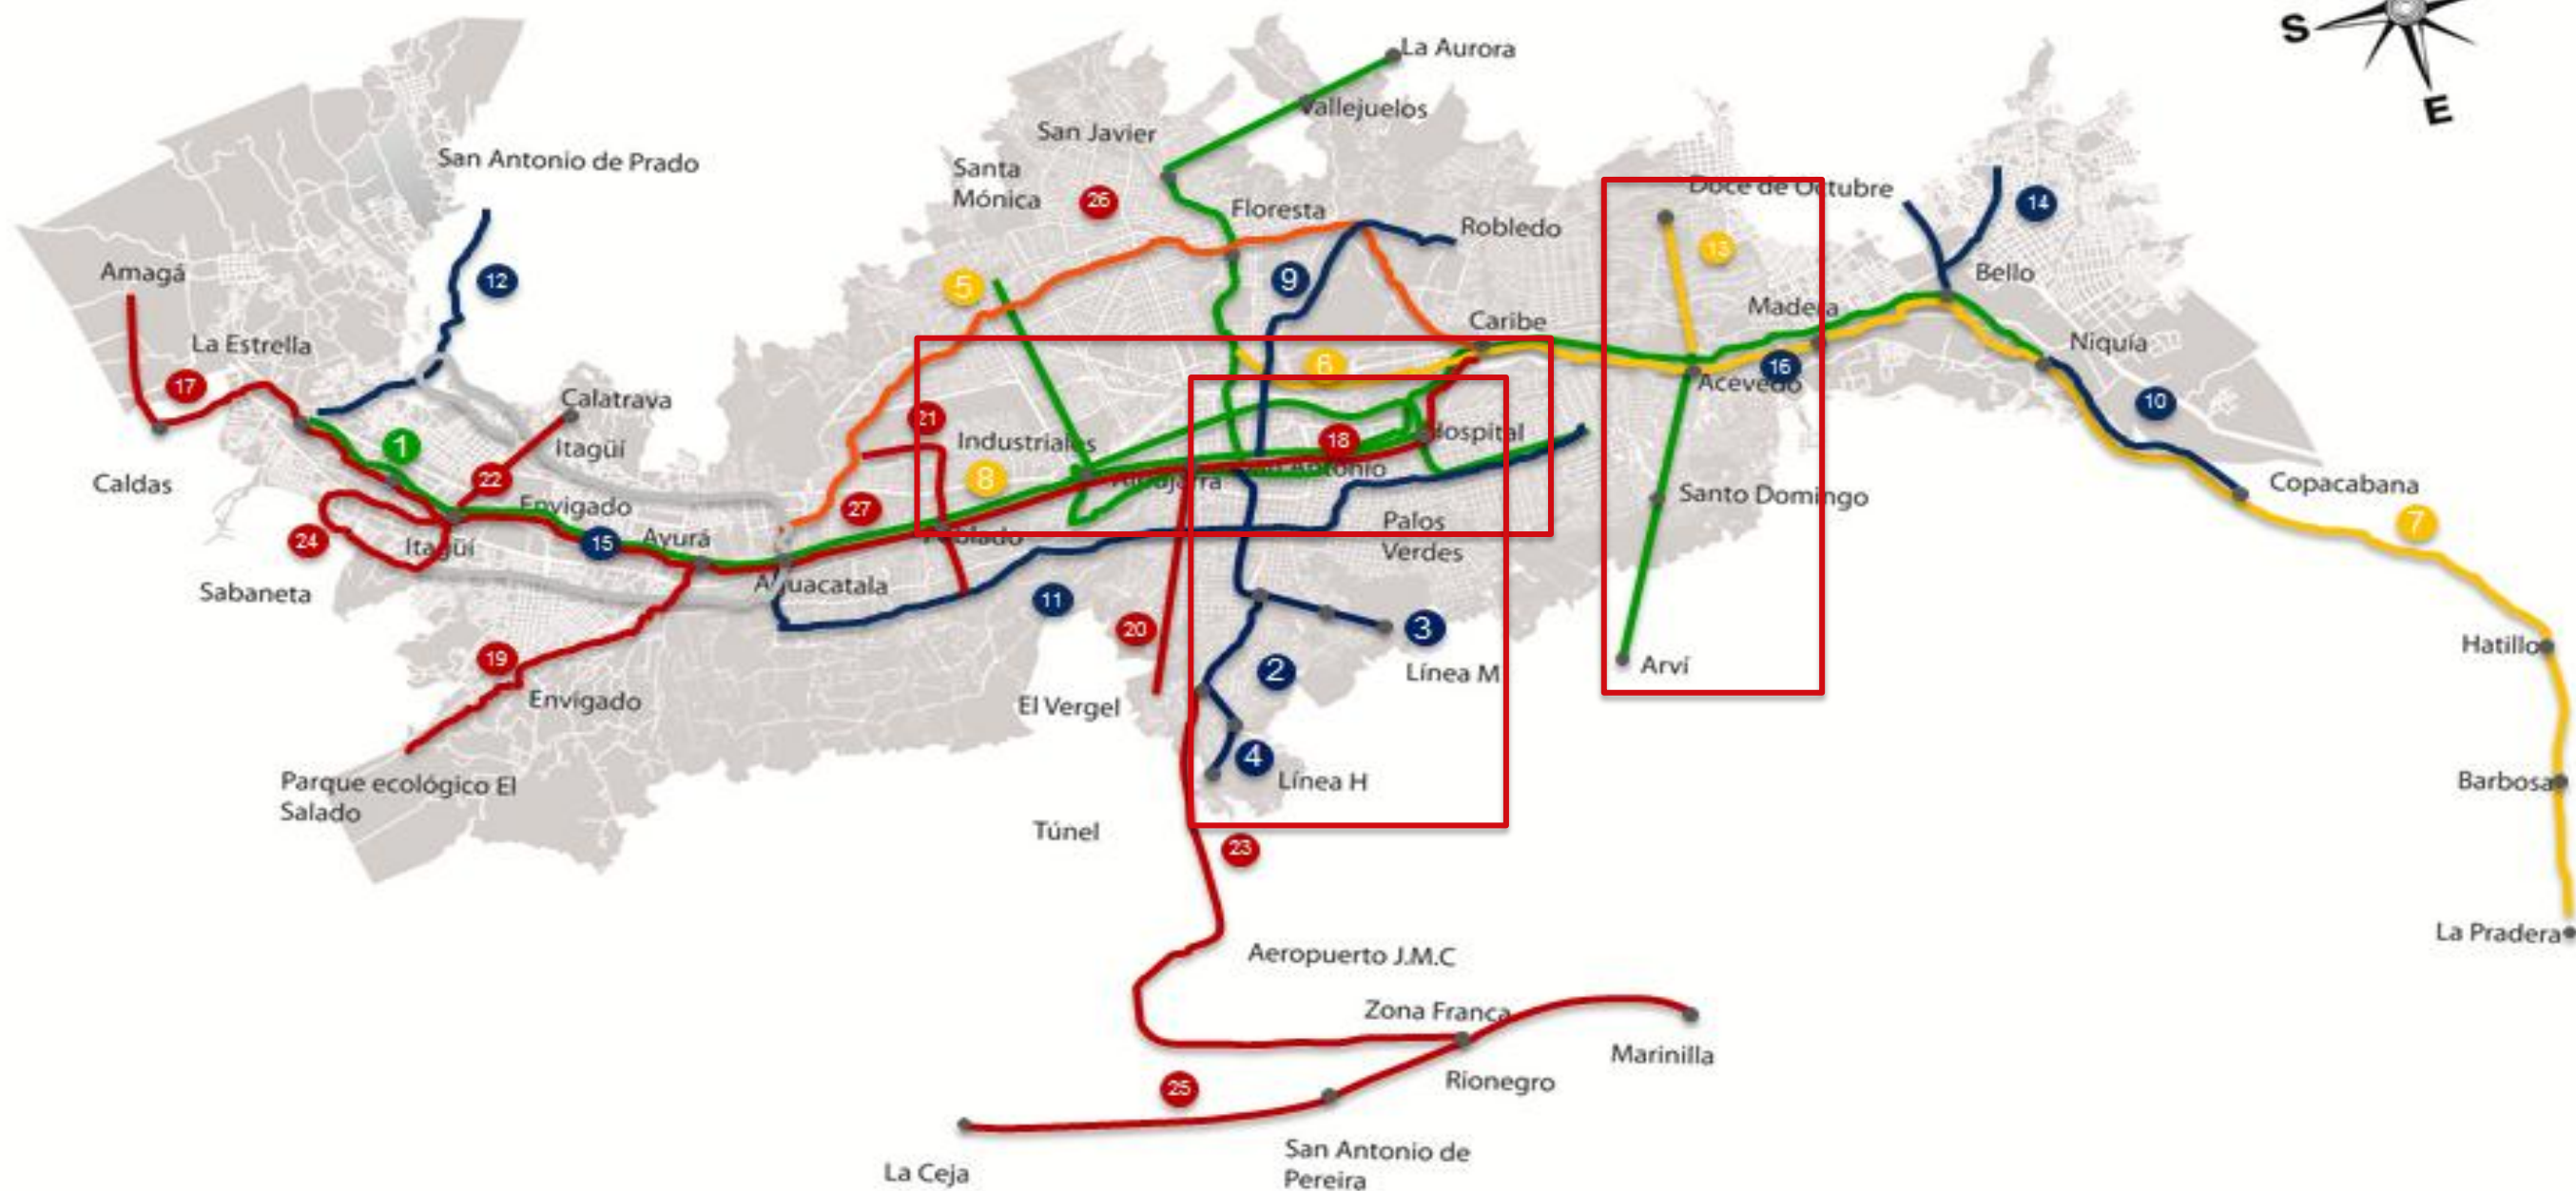 S
E
La Aurora
Vallejuelos
San Javier
San Antonio de Prado
Santa
Mónica
26
Floresta
Robledo
Doce de Octubre
14
13
Amagá
12
5
9
Bello
Madera
Caribe
La Estrella
Niquía
17
6
16
Acevedo
10
Calatrava
21
Industriales
18
Hospital
1
Itagüí
22
8
San Antonio
Alpujarra
Caldas
Copacabana
Santo Domingo
Envigado
27
Palos
Verdes
7
24
Itagüí
15
Ayurá
Poblado
Aguacatala
Sabaneta
11
20
3
Hatillo
19
2
Línea M
Arví
Envigado
El Vergel
4
Línea H
Barbosa
Parque ecológico El
Salado
Túnel
23
La Pradera
Aeropuerto J.M.C
Zona Franca
Marinilla
25
Rionegro
La Ceja
San Antonio de
Pereira